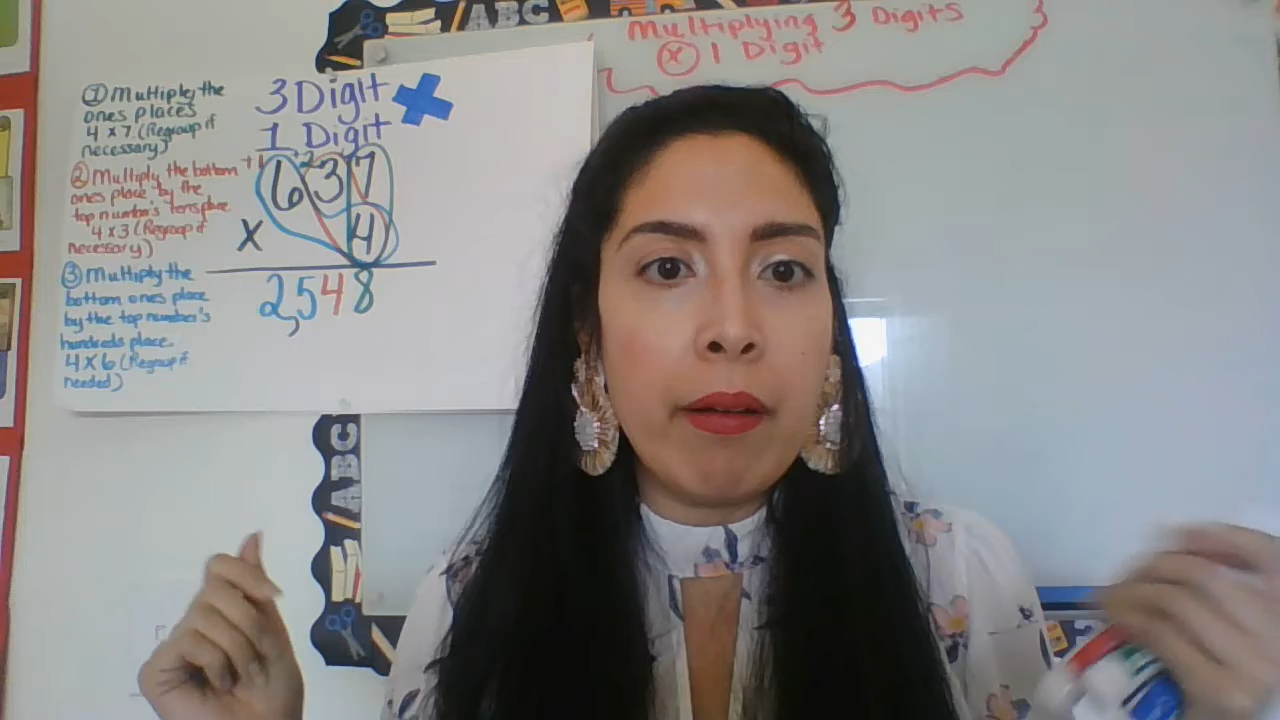 ABC
Multiplying 3 Digits
ⓧ 1 Digit
① Multiply the
ones places
4 x 7 (Regroup if
necessary)
② Multiply the bottom
ones place by the
top number's tens place
4 x 3 (Regroup if
necessary)
③ Multiply the
bottom ones place
by the top number's
hundreds place.
4 x 6 (Regroup if
needed)
3 Digit x
1 Digit
+1 +2
637
x 4
2,548
ABC